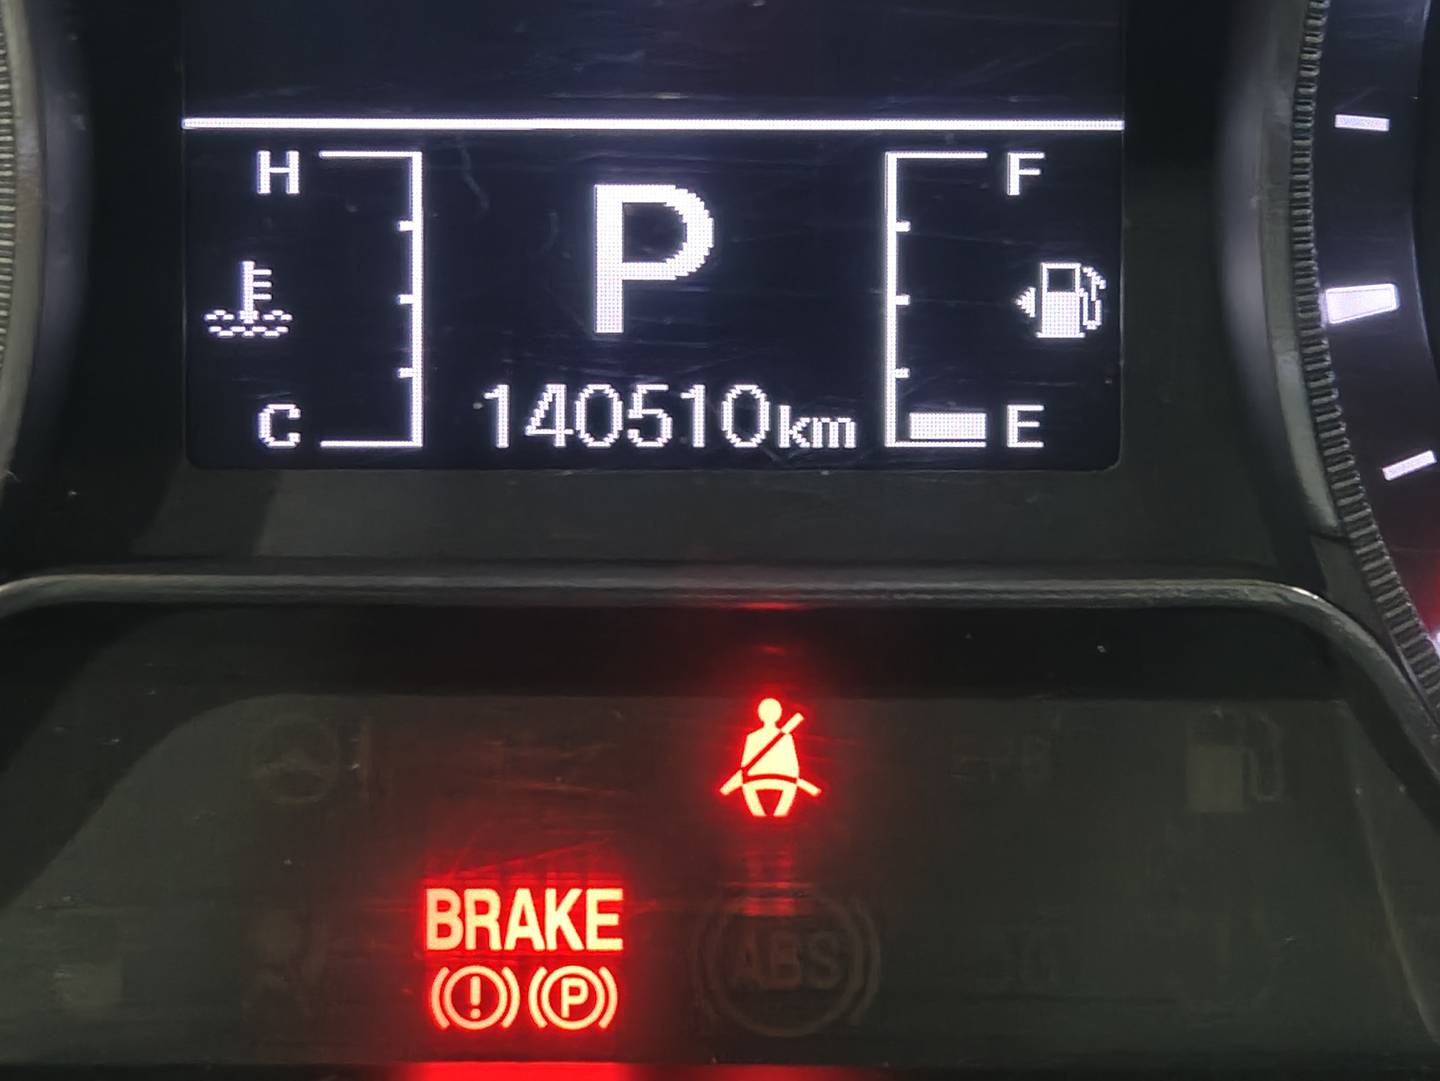 H F
P
140510km
C E
BRAKE
(!) (P)
ABS